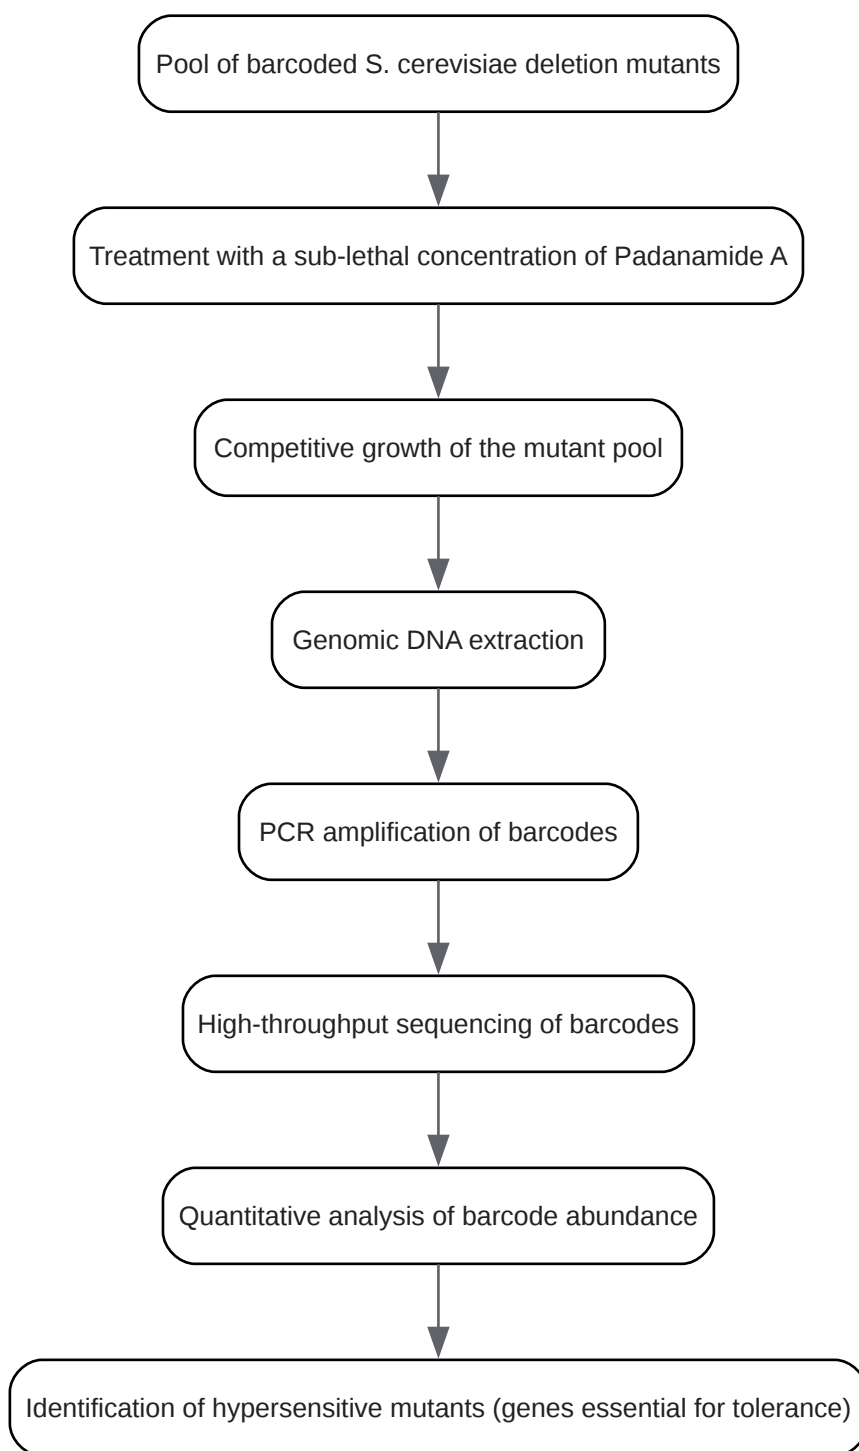 Pool of barcoded S. cerevisiae deletion mutants
Treatment with a sub-lethal concentration of Padanamide A
Competitive growth of the mutant pool
Genomic DNA extraction
PCR amplification of barcodes
High-throughput sequencing of barcodes
Quantitative analysis of barcode abundance
Identification of hypersensitive mutants (genes essential for tolerance)